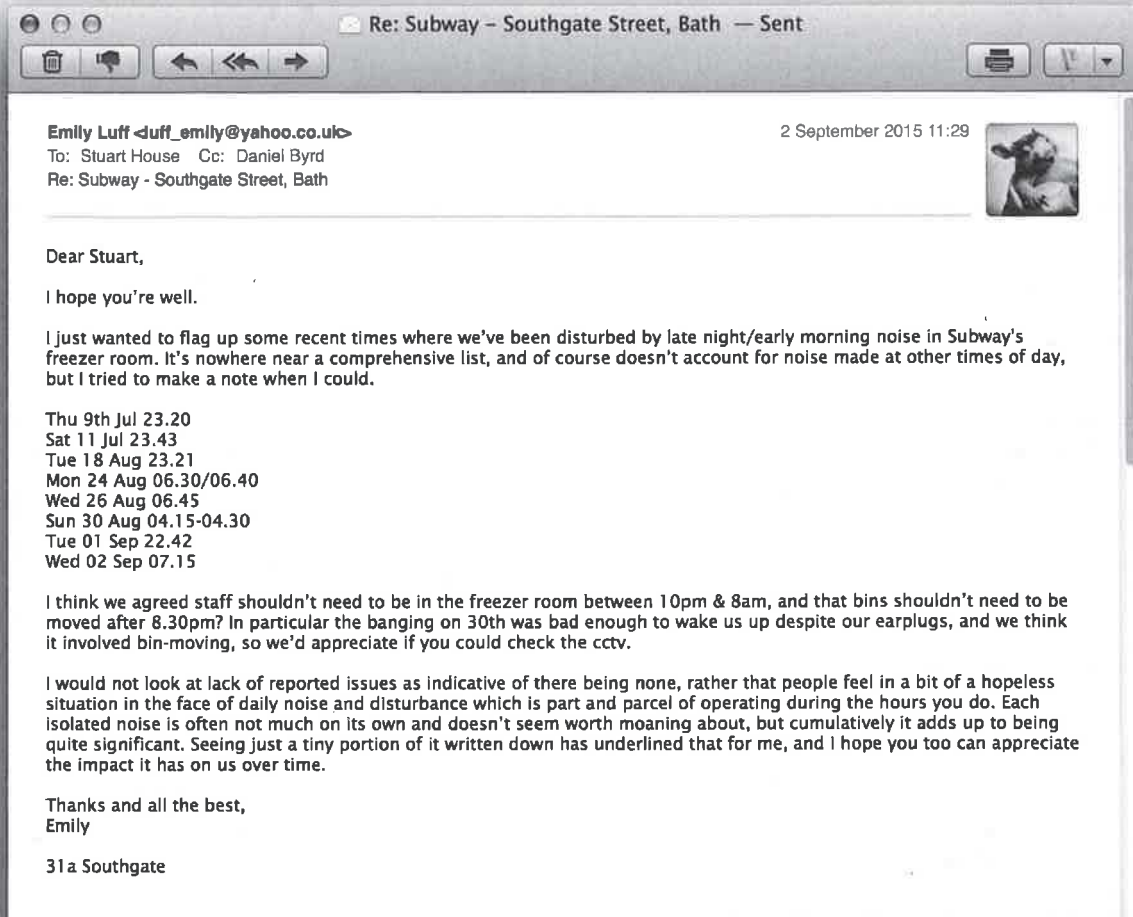 Re: Subway – Southgate Street, Bath — Sent
Emily Luff <luff_emily@yahoo.co.uk>
2 September 2015 11:29
To: Stuart House Cc: Daniel Byrd
Re: Subway - Southgate Street, Bath
Dear Stuart,
I hope you're well.
I just wanted to flag up some recent times where we've been disturbed by late night/early morning noise in Subway's
freezer room. It's nowhere near a comprehensive list, and of course doesn't account for noise made at other times of day,
but I tried to make a note when I could.
Thu 9th Jul 23.20
Sat 11 Jul 23.43
Tue 18 Aug 23.21
Mon 24 Aug 06.30/06.40
Wed 26 Aug 06.45
Sun 30 Aug 04.15-04.30
Tue 01 Sep 22.42
Wed 02 Sep 07.15
I think we agreed staff shouldn't need to be in the freezer room between 10pm & 8am, and that bins shouldn't need to be
moved after 8.30pm? In particular the banging on 30th was bad enough to wake us up despite our earplugs, and we think
it involved bin-moving, so we'd appreciate if you could check the cctv.
I would not look at lack of reported issues as indicative of there being none, rather that people feel in a bit of a hopeless
situation in the face of daily noise and disturbance which is part and parcel of operating during the hours you do. Each
isolated noise is often not much on its own and doesn't seem worth moaning about, but cumulatively it adds up to being
quite significant. Seeing just a tiny portion of it written down has underlined that for me, and I hope you too can appreciate
the impact it has on us over time.
Thanks and all the best,
Emily
31a Southgate